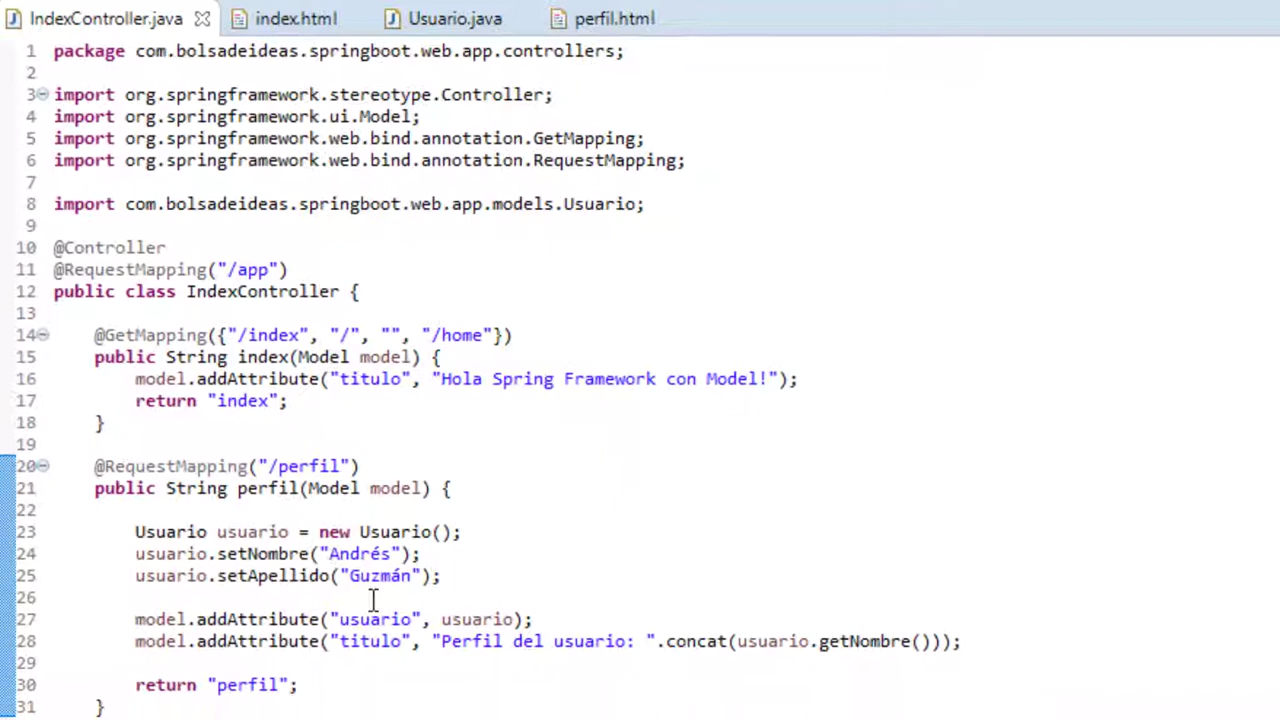 IndexController.java index.html Usuario.java perfil.html
1 package com.bolsadeideas.springboot.web.app.controllers;
2
3 import org.springframework.stereotype.Controller;
4 import org.springframework.ui.Model;
5 import org.springframework.web.bind.annotation.GetMapping;
6 import org.springframework.web.bind.annotation.RequestMapping;
7
8 import com.bolsadeideas.springboot.web.app.models.Usuario;
9
10 @Controller
11 @RequestMapping("/app")
12 public class IndexController {
13
14     @GetMapping({"/index", "/", "", "/home"})
15     public String index(Model model) {
16         model.addAttribute("titulo", "Hola Spring Framework con Model!");
17         return "index";
18     }
19
20     @RequestMapping("/perfil")
21     public String perfil(Model model) {
22
23         Usuario usuario = new Usuario();
24         usuario.setNombre("Andrés");
25         usuario.setApellido("Guzmán");
26
27         model.addAttribute("usuario", usuario);
28         model.addAttribute("titulo", "Perfil del usuario: ".concat(usuario.getNombre()));
29
30         return "perfil";
31     }